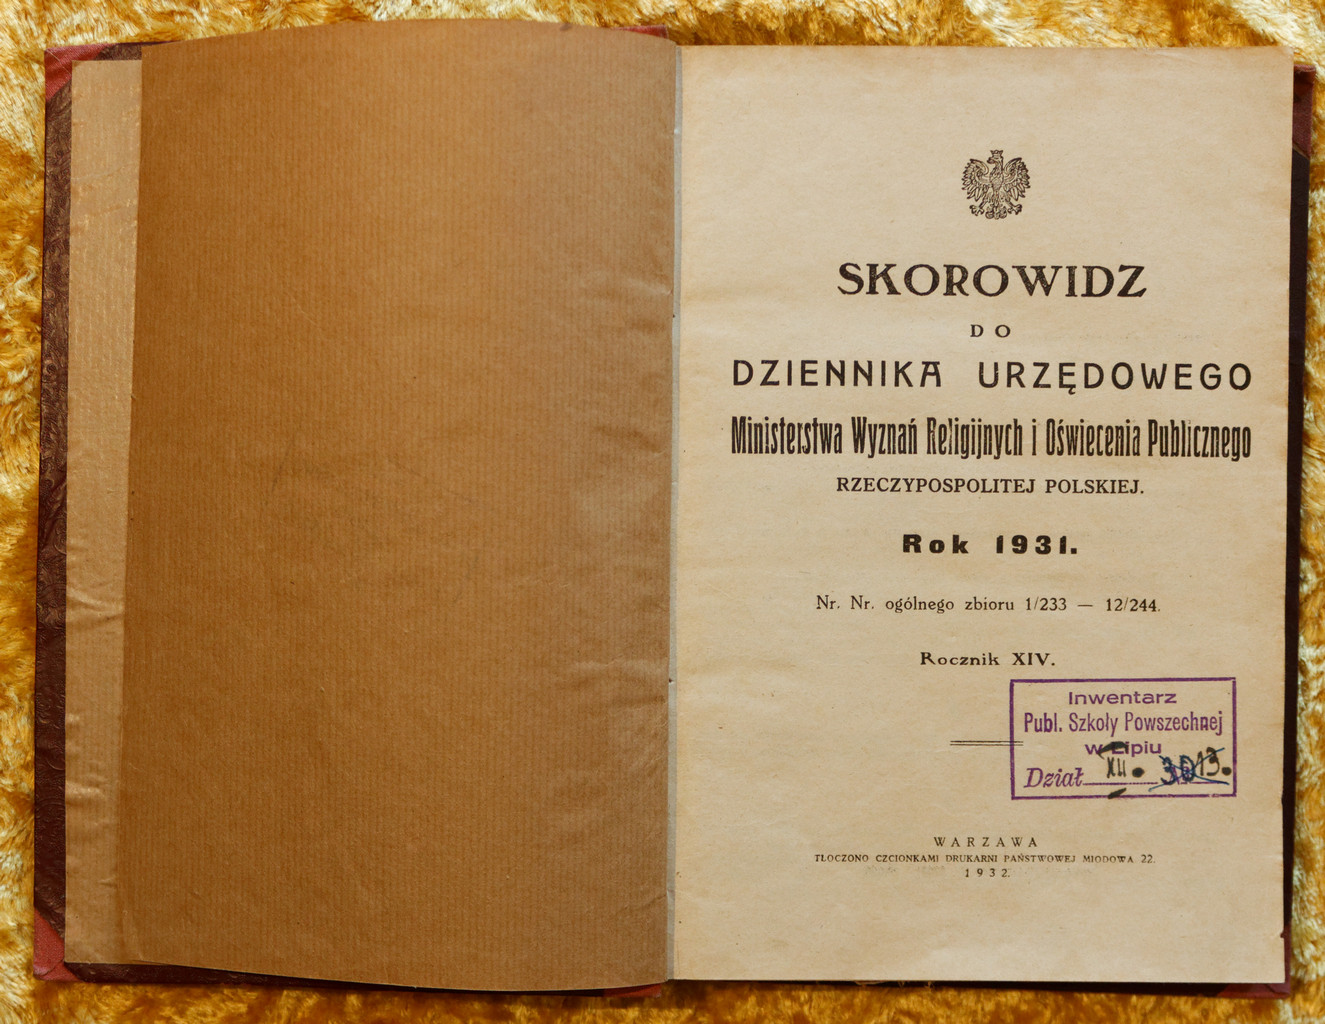 SKOROWIDZ
DO
DZIENNIKA URZĘDOWEGO
Ministerstwa Wyznań Religijnych i Oświecenia Publicznego
RZECZYPOSPOLITEJ POLSKIEJ.
Rok 1931.
Nr. Nr. ogólnego zbioru 1/233 — 12/244.
Rocznik XIV.
Inwentarz
Publ. Szkoły Powszechnej
w Lipiu
Dział XII.
WARZAWA
TŁOCZONO CZCIONKAMI DRUKARNI PAŃSTWOWEJ MIODOWA 22.
1932.